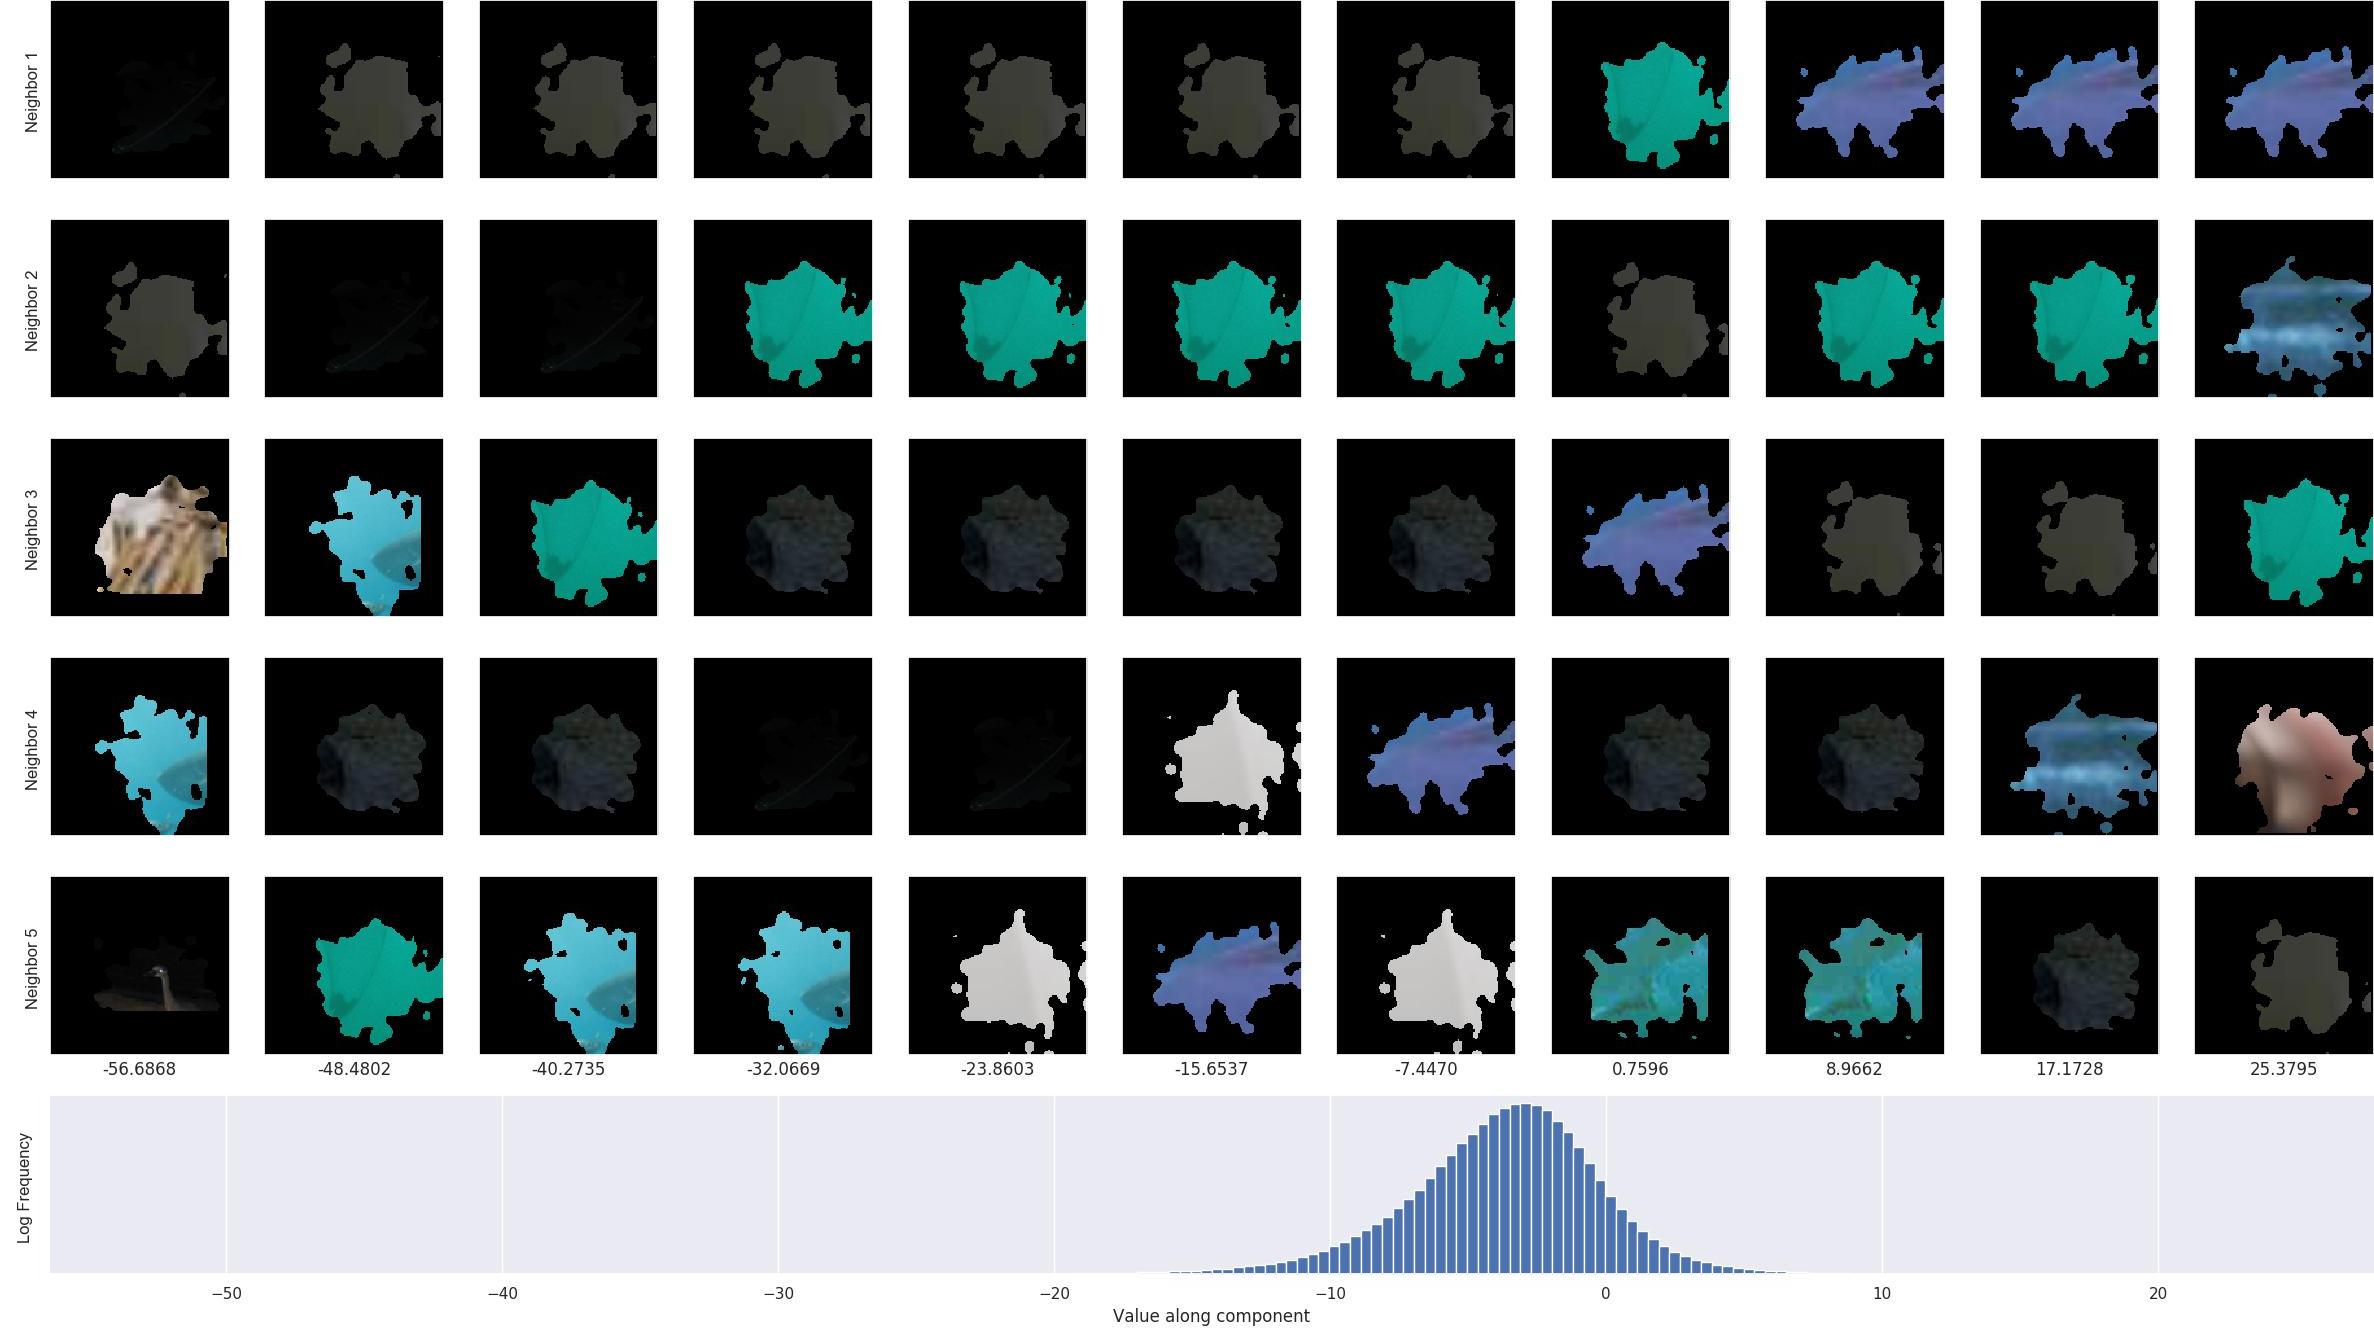 Neighbor 1
Neighbor 2
Neighbor 3
Neighbor 4
Neighbor 5
-56.6868 -48.4802 -40.2735 -32.0669 -23.8603 -15.6537 -7.4470 0.7596 8.9662 17.1728 25.3795
Log Frequency
−50 −40 −30 −20 −10 0 10 20
Value along component